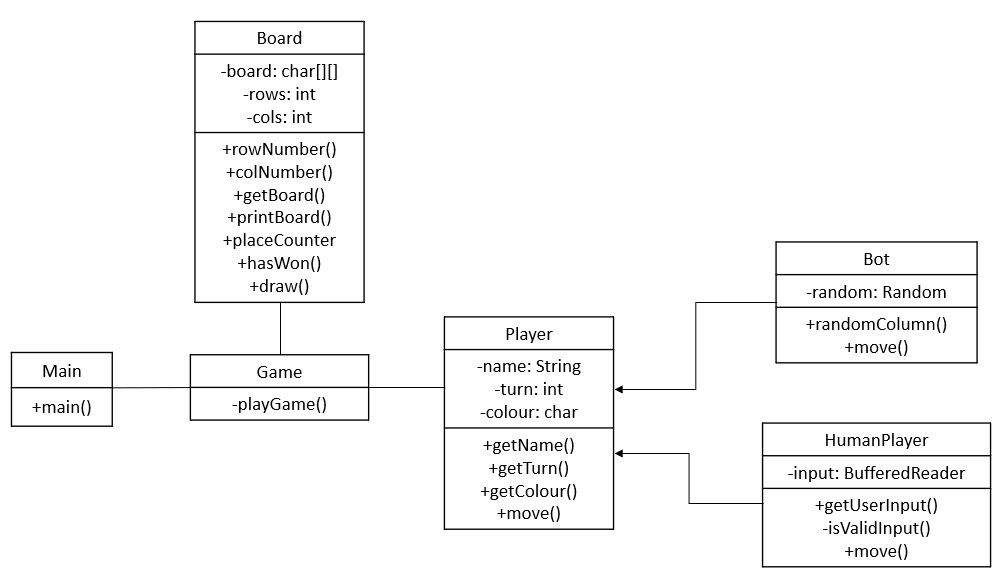 Board
-board: char[][]
-rows: int
-cols: int
+rowNumber()
+colNumber()
+getBoard()
+printBoard()
+placeCounter
+hasWon()
+draw()
Main
+main()
Game
-playGame()
Player
-name: String
-turn: int
-colour: char
+getName()
+getTurn()
+getColour()
+move()
Bot
-random: Random
+randomColumn()
+move()
HumanPlayer
-input: BufferedReader
+getUserInput()
-isValidInput()
+move()